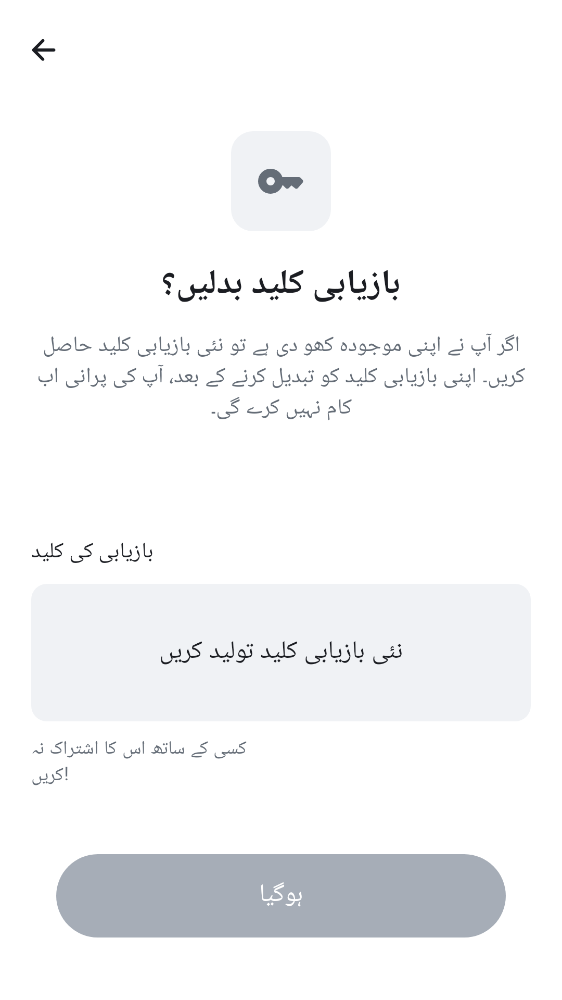 بازیابی کلید بدلیں؟
اگر آپ نے اپنی موجودہ کھو دی ہے تو نئی بازیابی کلید حاصل
کریں۔ اپنی بازیابی کلید کو تبدیل کرنے کے بعد، آپ کی پرانی اب
کام نہیں کرے گی۔
بازیابی کی کلید
نئی بازیابی کلید تولید کریں
کسی کے ساتھ اس کا اشتراک نہ
کریں!
ہوگیا